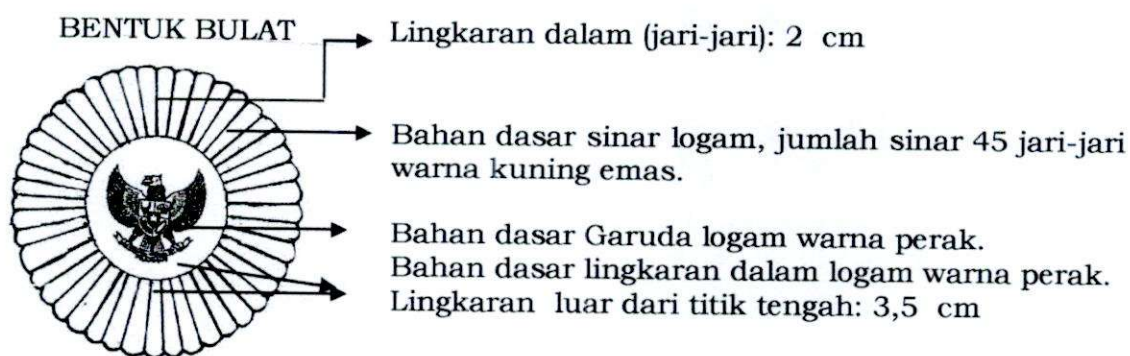 BENTUK BULAT
Lingkaran dalam (jari-jari): 2 cm
Bahan dasar sinar logam, jumlah sinar 45 jari-jari
warna kuning emas.
Bahan dasar Garuda logam warna perak.
Bahan dasar lingkaran dalam logam warna perak.
Lingkaran luar dari titik tengah: 3,5 cm